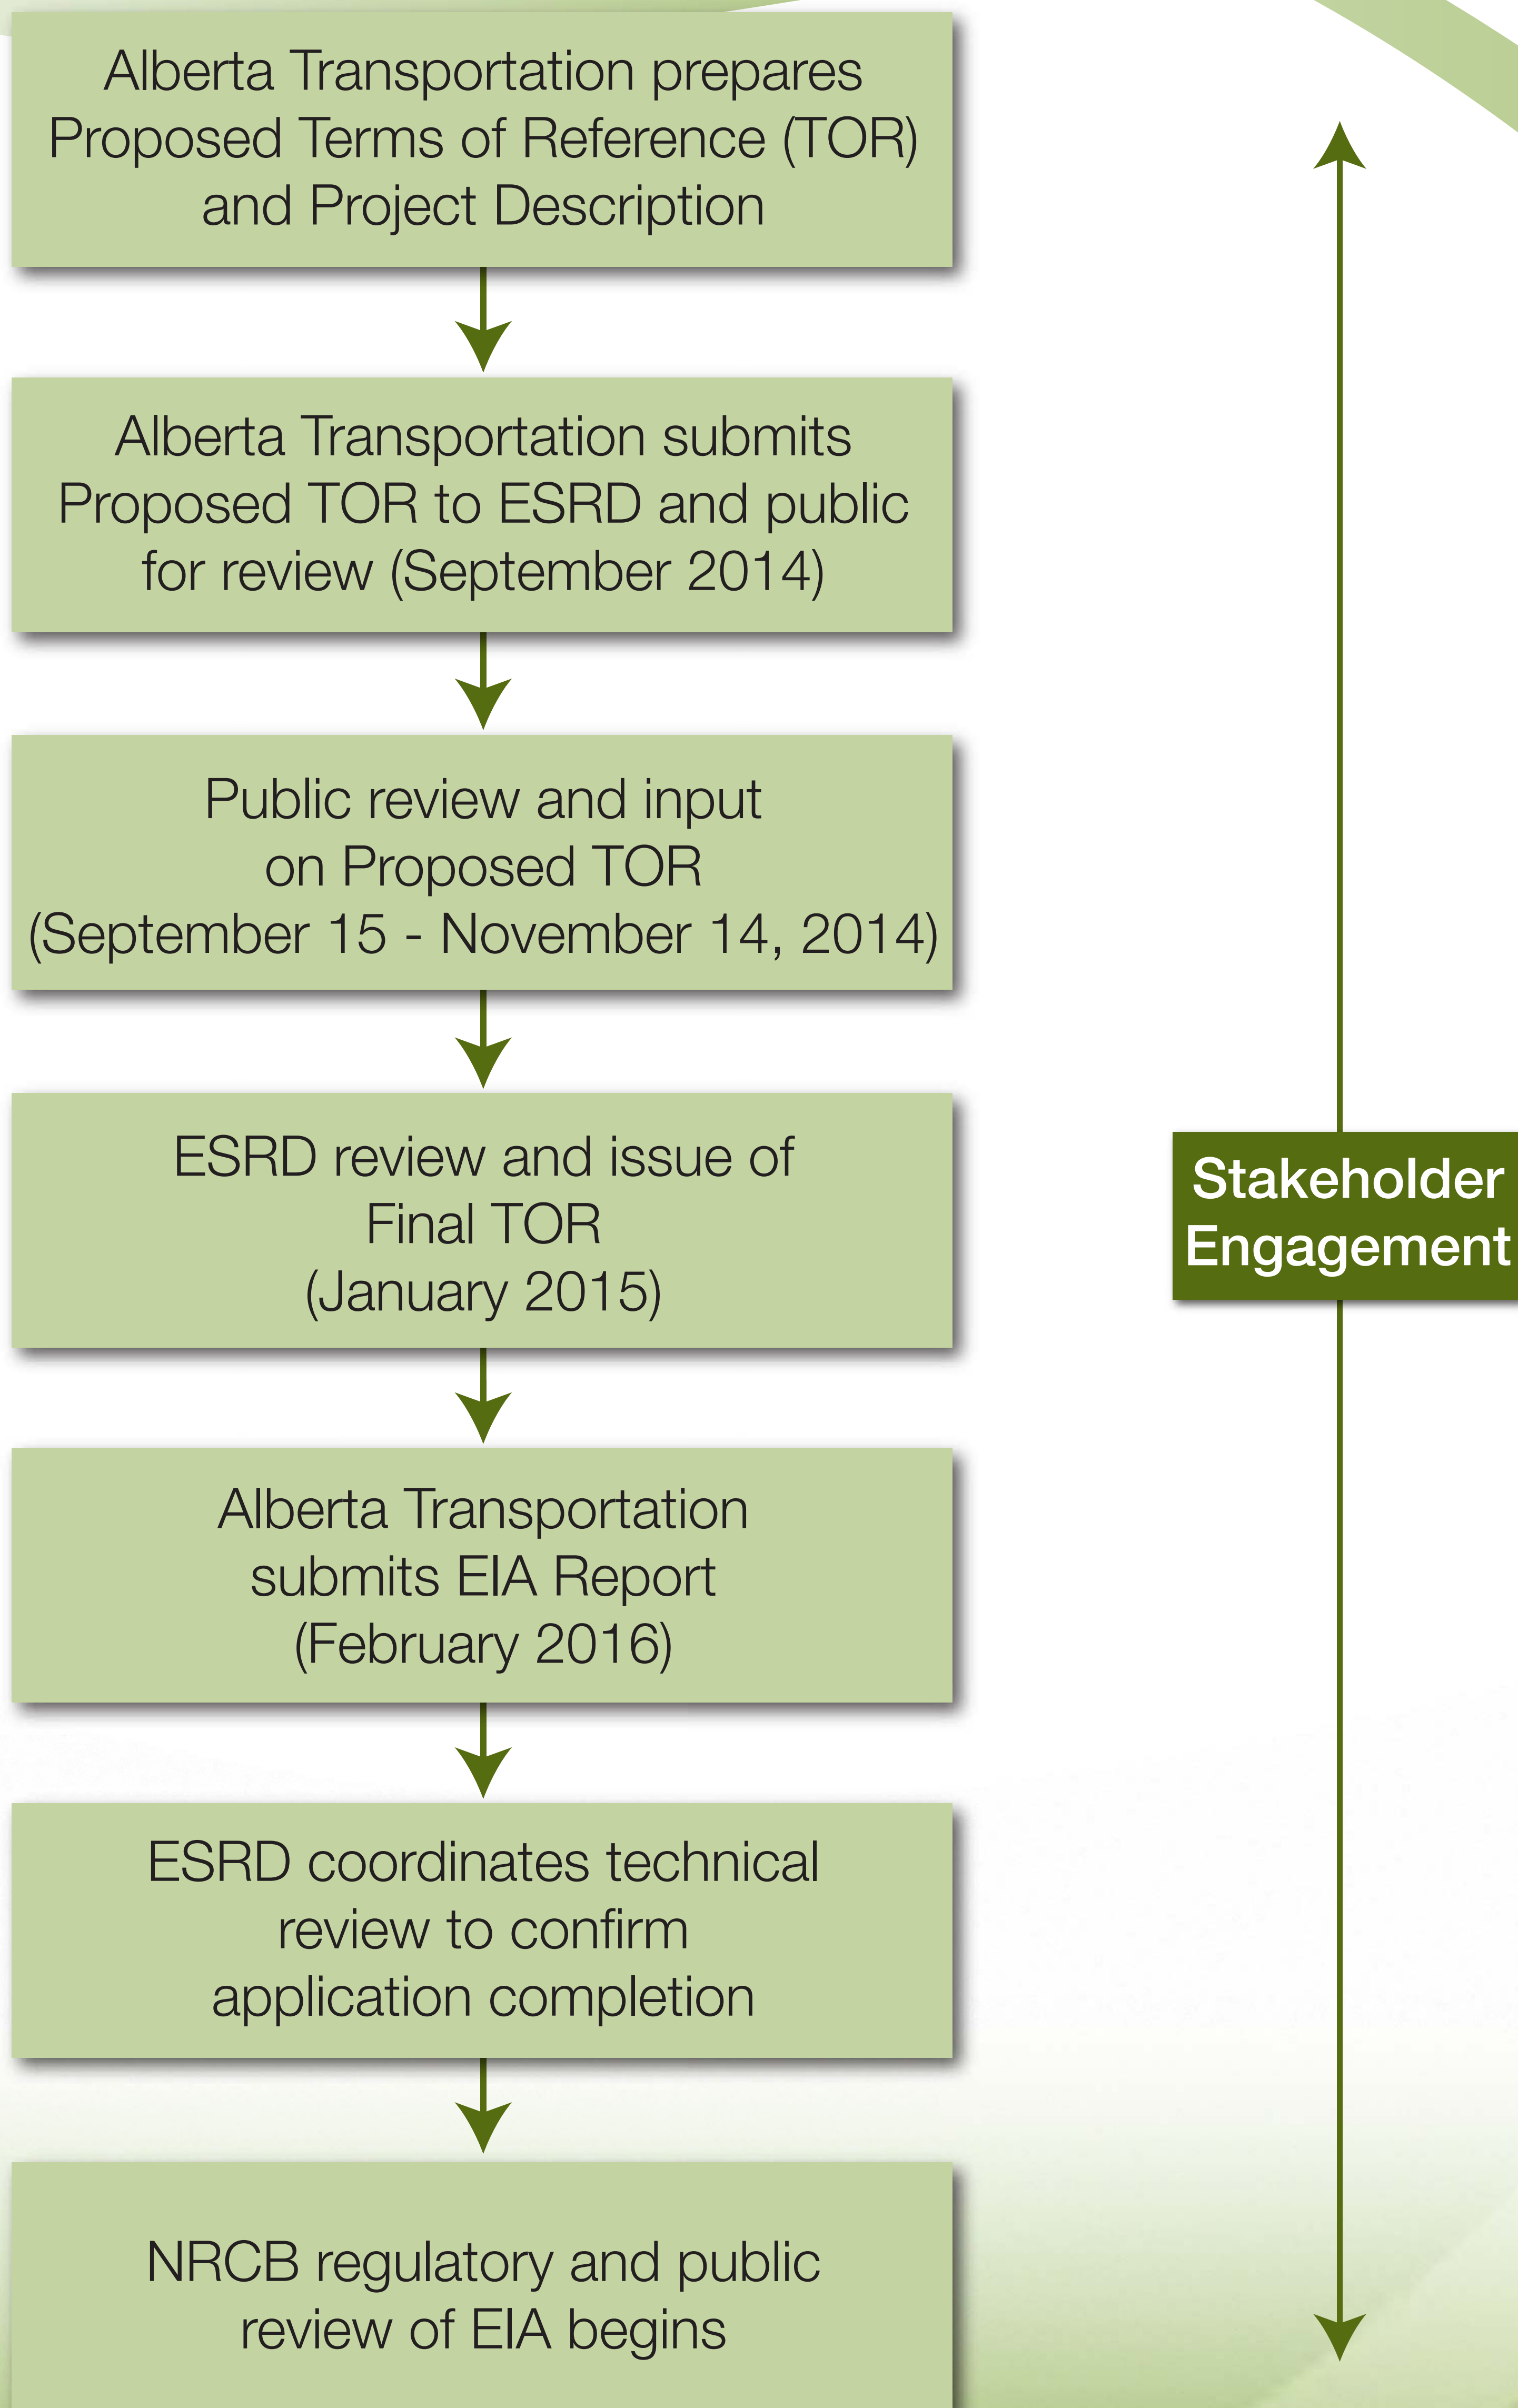 Alberta Transportation prepares
Proposed Terms of Reference (TOR)
and Project Description
Alberta Transportation submits
Proposed TOR to ESRD and public
for review (September 2014)
Public review and input
on Proposed TOR
(September 15 - November 14, 2014)
ESRD review and issue of
Final TOR
(January 2015)
Alberta Transportation
submits EIA Report
(February 2016)
ESRD coordinates technical
review to confirm
application completion
NRCB regulatory and public
review of EIA begins
Stakeholder
Engagement